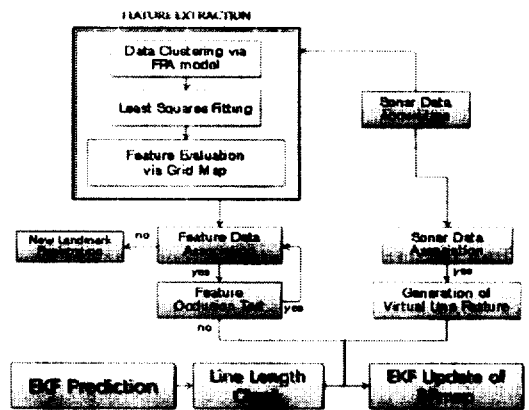 FEATURE EXTRACTION
Data Clustering via
FPA model
Least Squares Fitting
Feature Evaluation
via Grid Map
Sonar Data
New Landmark
no
Feature Data
Association
yes
Feature
Occlusion Test
yes
no
Sonar Data
Association
yes
Generation of
Virtual Line Feature
EKF Prediction
Line Length
Check
EKF Update of